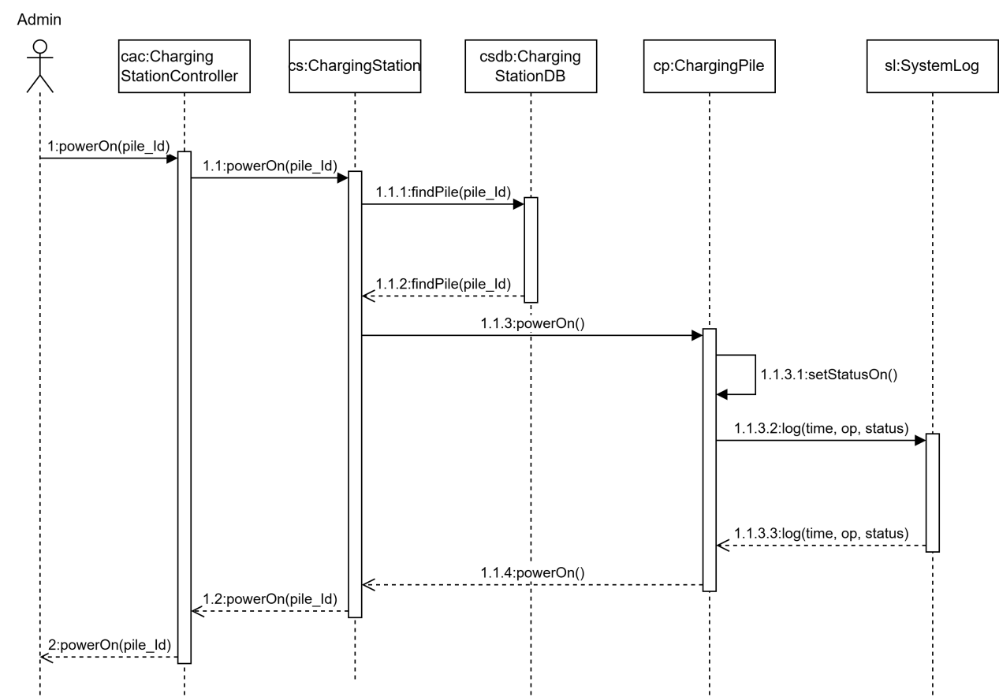 Admin
cac:Charging
StationController
cs:ChargingStation
csdb:Charging
StationDB
cp:ChargingPile
sl:SystemLog
1:powerOn(pile_Id)
1.1:powerOn(pile_Id)
1.1.1:findPile(pile_Id)
1.1.2:findPile(pile_Id)
1.1.3:powerOn()
1.1.3.1:setStatusOn()
1.1.3.2:log(time, op, status)
1.1.3.3:log(time, op, status)
1.1.4:powerOn()
1.2:powerOn(pile_Id)
2:powerOn(pile_Id)